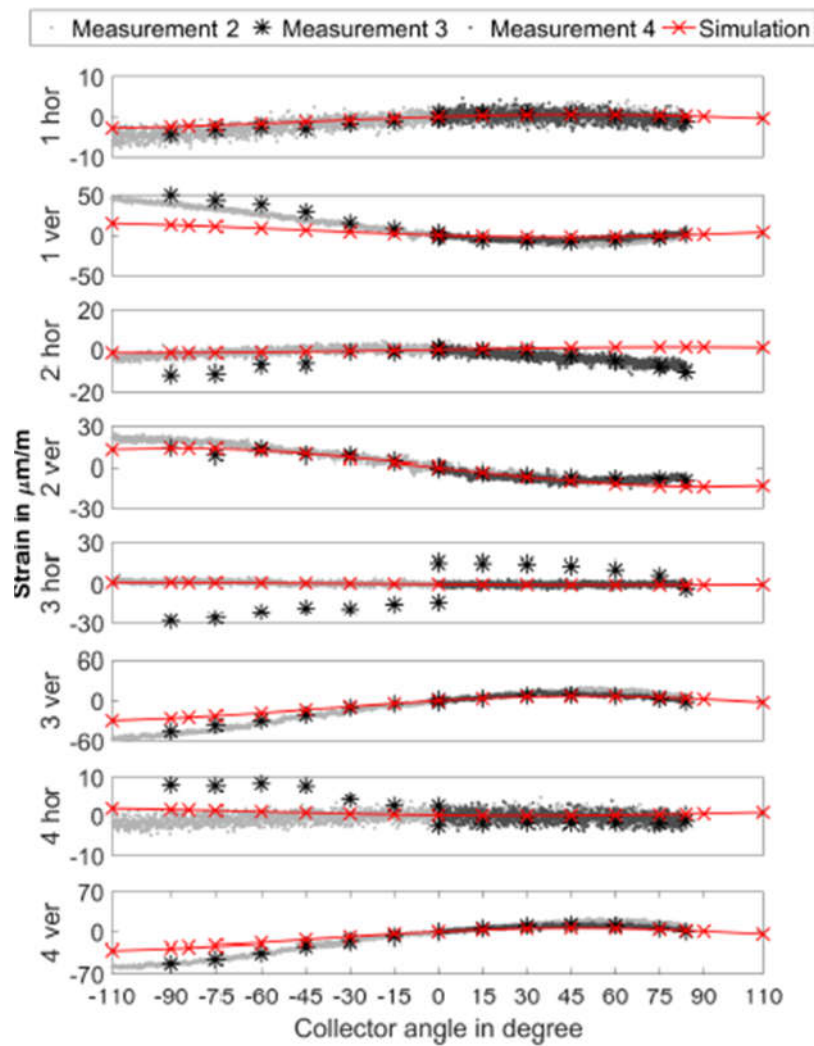 Measurement 2 Measurement 3 Measurement 4 Simulation
10
0
-10
1 hor
50
0
-50
1 ver
20
0
-20
2 hor
30
0
-30
2 ver
Strain in μm/m
30
0
-30
3 hor
60
0
-60
3 ver
10
0
-10
4 hor
70
0
-70
4 ver
-110 -90 -75 -60 -45 -30 -15 0 15 30 45 60 75 90 110
Collector angle in degree